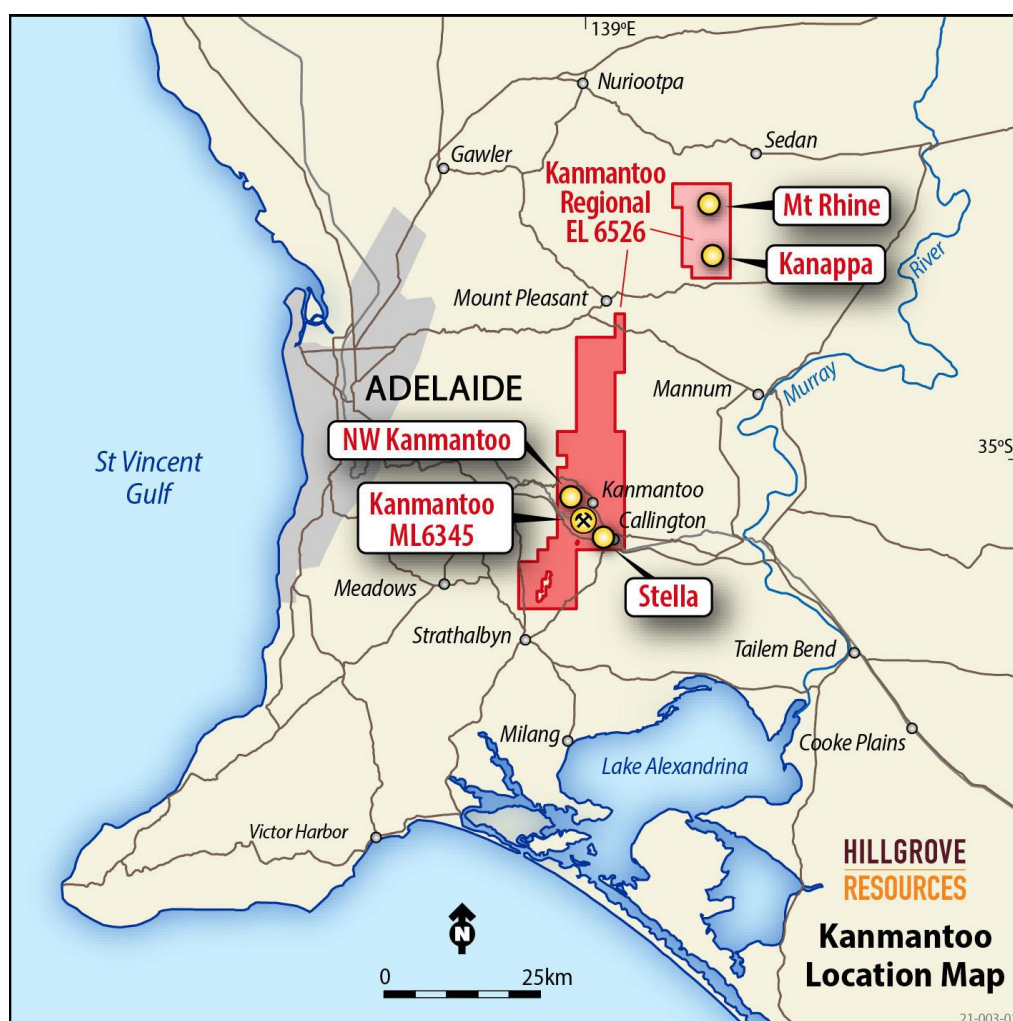 139ºE
Nuriootpa
Sedan
Gawler
Kanmantoo
Regional
EL 6526
Mt Rhine
Kanappa
River
Mount Pleasant
Mannum
Murray
ADELAIDE
NW Kanmantoo
35ºS
St Vincent
Gulf
Kanmantoo
Kanmantoo
ML6345
Callington
Meadows
Stella
Strathalbyn
Tailem Bend
Milang
Cooke Plains
Lake Alexandrina
Victor Harbor
HILLGROVE
RESOURCES
N
Kanmantoo
Location Map
0 25km